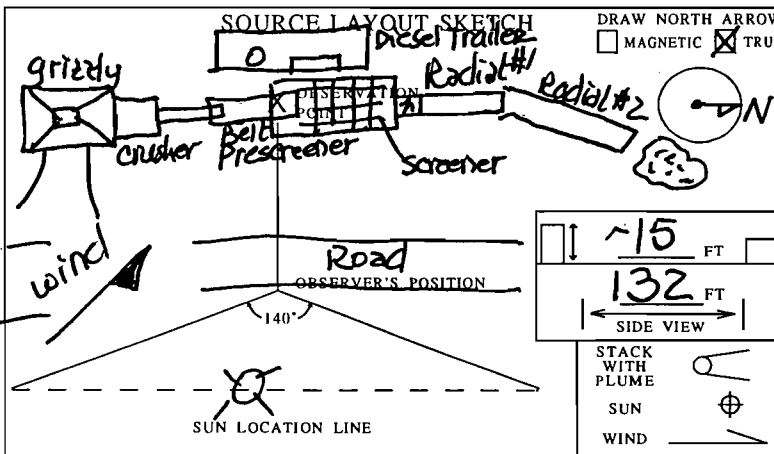 SOURCE LAYOUT SKETCH
DRAW NORTH ARROW
MAGNETIC
TRU
Diesel Trailer
O
grizzly
Radial #1
Radial #2
N
OBSERVATION
POINT
crusher
Belt
Prescreener
Screener
wind
Road
OBSERVER'S POSITION
140°
~15 FT
132 FT
SIDE VIEW
STACK
WITH
PLUME
SUN
WIND
SUN LOCATION LINE